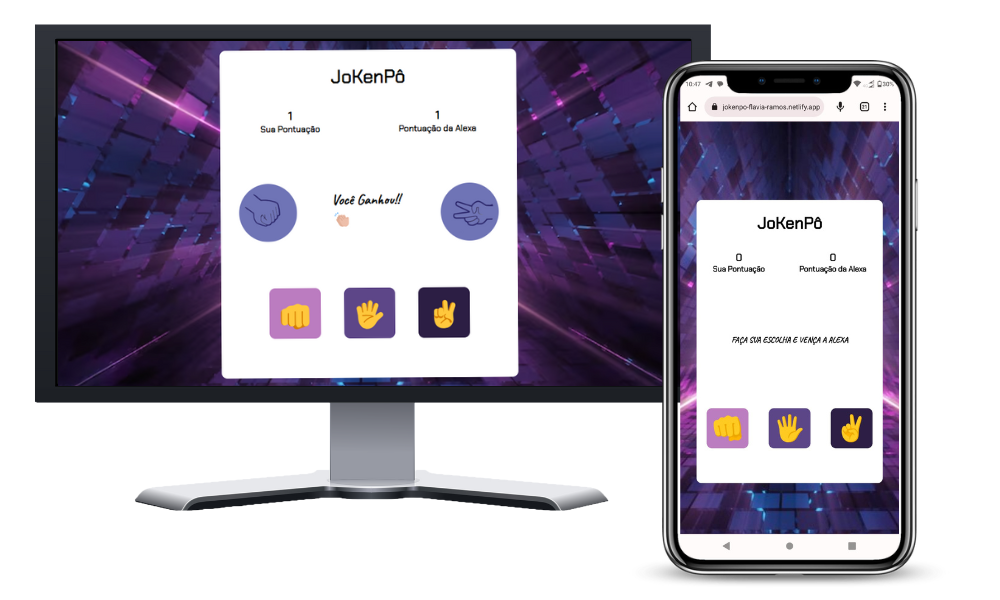 JoKenPô
1 1
Sua Pontuação Pontuação da Alexa
Você Ganhou!!
10:47 30%
jokenpo-flavia-ramos.netlify.app
JoKenPô
0 0
Sua Pontuação Pontuação da Alexa
FAÇA SUA ESCOLHA E VENÇA A ALEXA